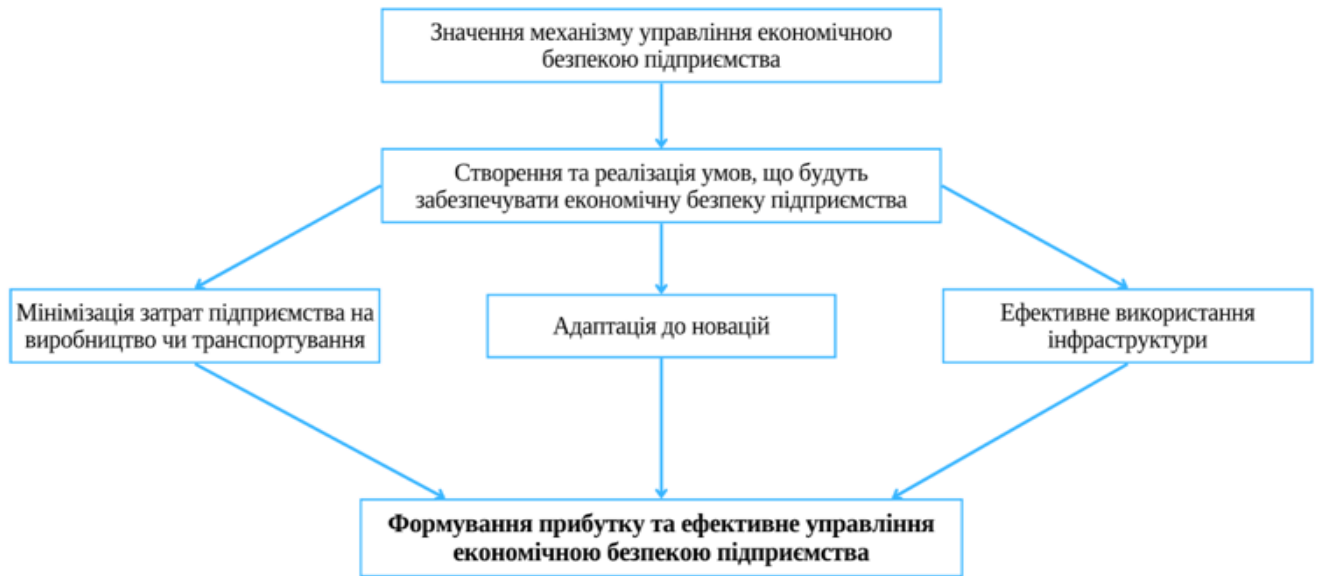 Значення механізму управління економічною
безпекою підприємства
Створення та реалізація умов, що будуть
забезпечувати економічну безпеку підприємства
Мінімізація затрат підприємства на
виробництво чи транспортування
Адаптація до новацій
Ефективне використання
інфраструктури
Формування прибутку та ефективне управління
економічною безпекою підприємства